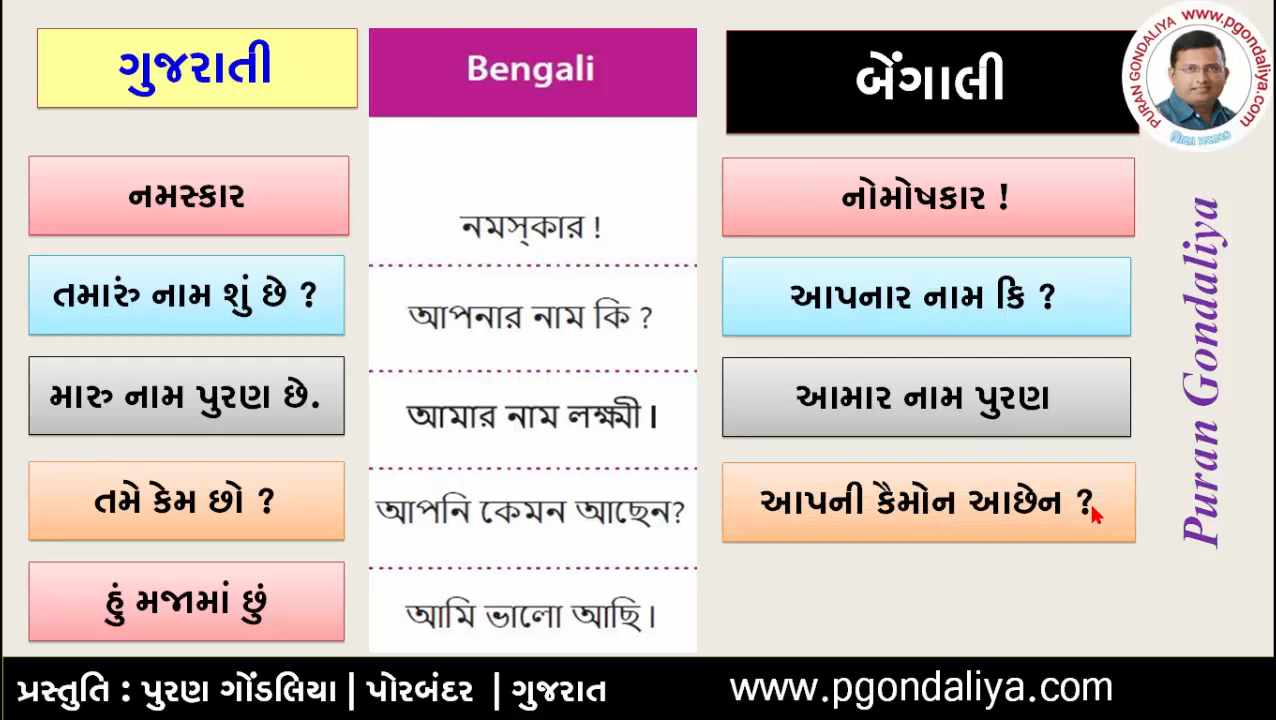 ગુજરાતી
Bengali
બેંગાલી
PURAN GONDALIYA www.pgondaliya.com
નમસ્કાર
নমস্কার !
નોમોષકાર !
તમારું નામ શું છે ?
আপনার নাম কি ?
આપનાર નામ કિ ?
મારુ નામ પુરણ છે.
আমার নাম লক্ষ্মী ।
આમાર નામ પુરણ
તમે કેમ છો ?
আপনি কেমন আছেন?
આપની કૈમોન આછેન ?
હું મજામાં છું
আমি ভালো আছি ।
Puran Gondaliya
પ્રસ્તુતિ : પુરણ ગોંડલિયા | પોરબંદર | ગુજરાત
www.pgondaliya.com